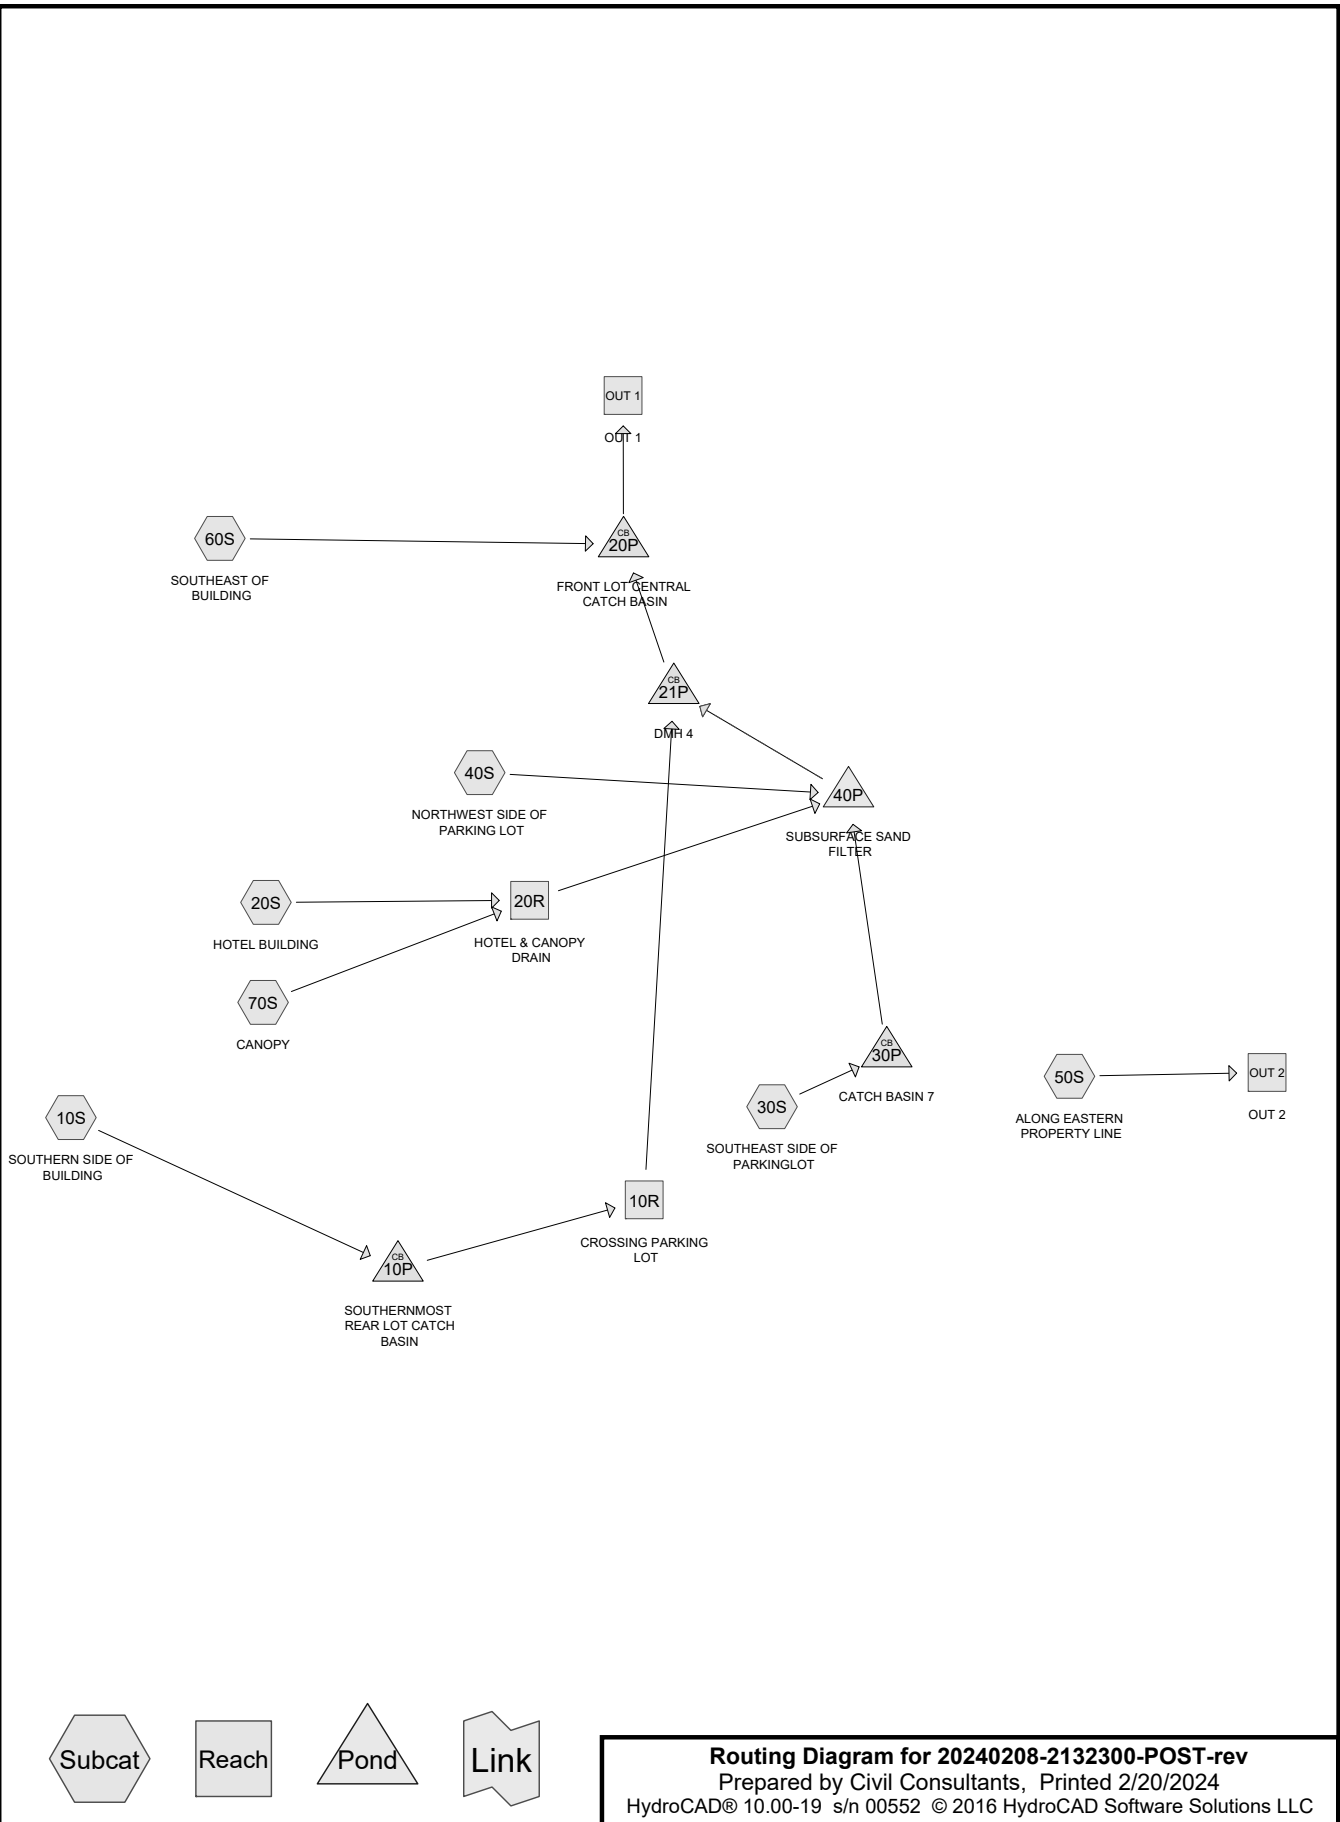 OUT 1
OUT 1
60S
SOUTHEAST OF
BUILDING
CB
20P
FRONT LOT CENTRAL
CATCH BASIN
CB
21P
DMH 4
40S
NORTHWEST SIDE OF
PARKING LOT
40P
SUBSURFACE SAND
FILTER
20S
HOTEL BUILDING
20R
HOTEL & CANOPY
DRAIN
70S
CANOPY
CB
30P
CATCH BASIN 7
50S
ALONG EASTERN
PROPERTY LINE
OUT 2
OUT 2
10S
SOUTHERN SIDE OF
BUILDING
30S
SOUTHEAST SIDE OF
PARKINGLOT
10R
CROSSING PARKING
LOT
CB
10P
SOUTHERNMOST
REAR LOT CATCH
BASIN
Subcat
Reach
Pond
Link
Routing Diagram for 20240208-2132300-POST-rev
Prepared by Civil Consultants, Printed 2/20/2024
HydroCAD® 10.00-19 s/n 00552 © 2016 HydroCAD Software Solutions LLC